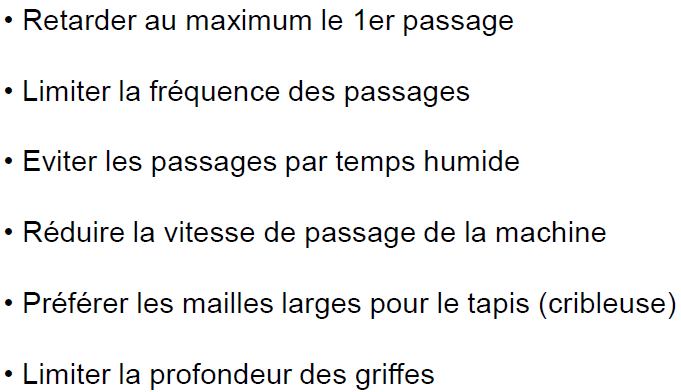 • Retarder au maximum le 1er passage
• Limiter la fréquence des passages
• Eviter les passages par temps humide
• Réduire la vitesse de passage de la machine
• Préférer les mailles larges pour le tapis (cribleuse)
• Limiter la profondeur des griffes